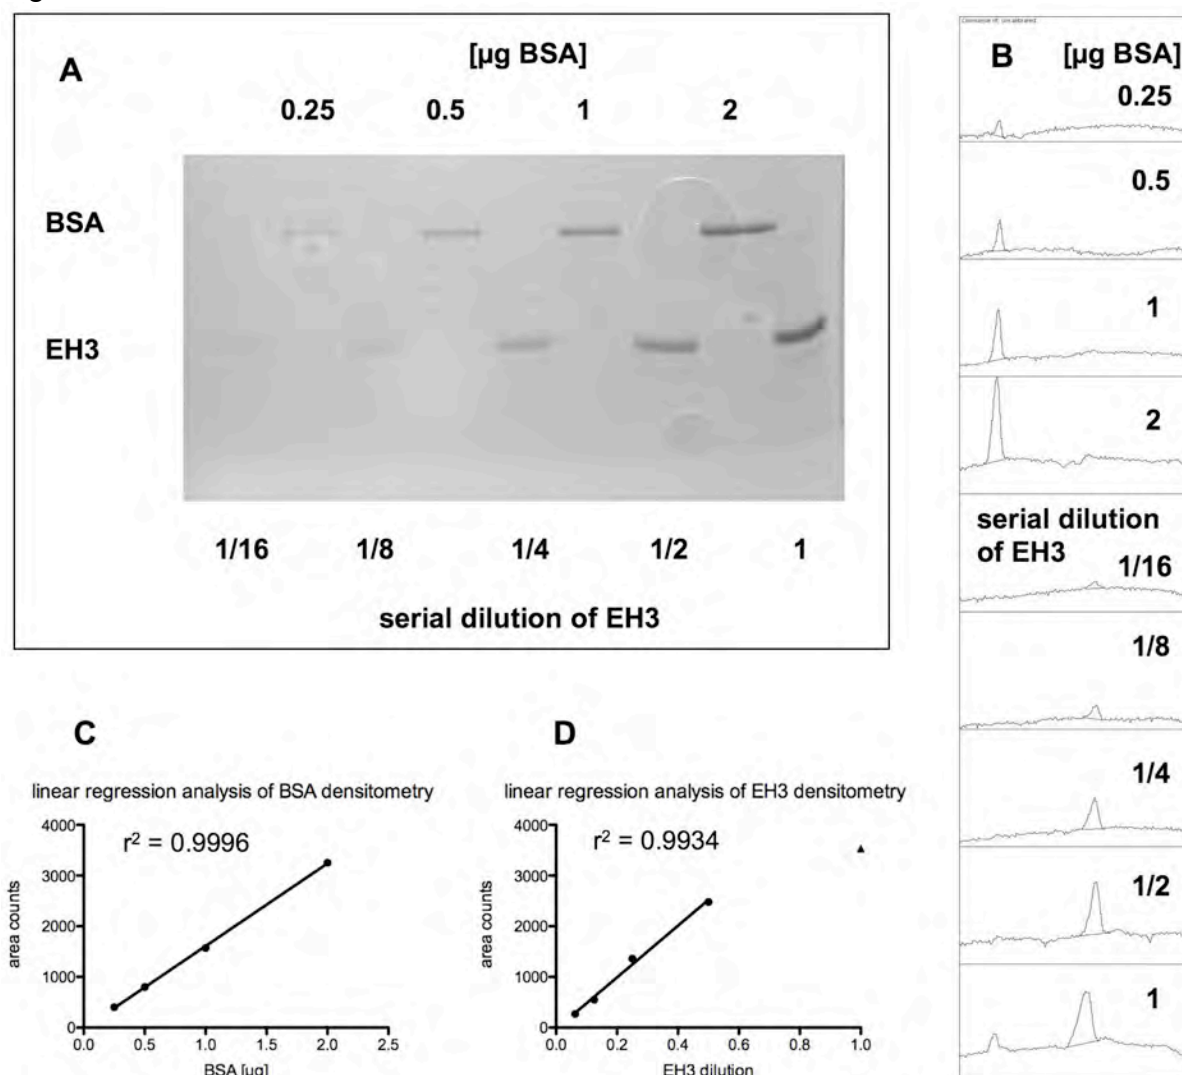 A
[µg BSA]
0.25 0.5 1 2
BSA
EH3
1/16 1/8 1/4 1/2 1
serial dilution of EH3
B [µg BSA]
0.25
0.5
1
2
serial dilution
of EH3
1/16
1/8
1/4
1/2
1
C
linear regression analysis of BSA densitometry
r² = 0.9996
area counts
4000
3000
2000
1000
0
0.0 0.5 1.0 1.5 2.0 2.5
BSA [µg]
D
linear regression analysis of EH3 densitometry
r² = 0.9934
area counts
4000
3000
2000
1000
0
0.0 0.2 0.4 0.6 0.8 1.0
EH3 dilution